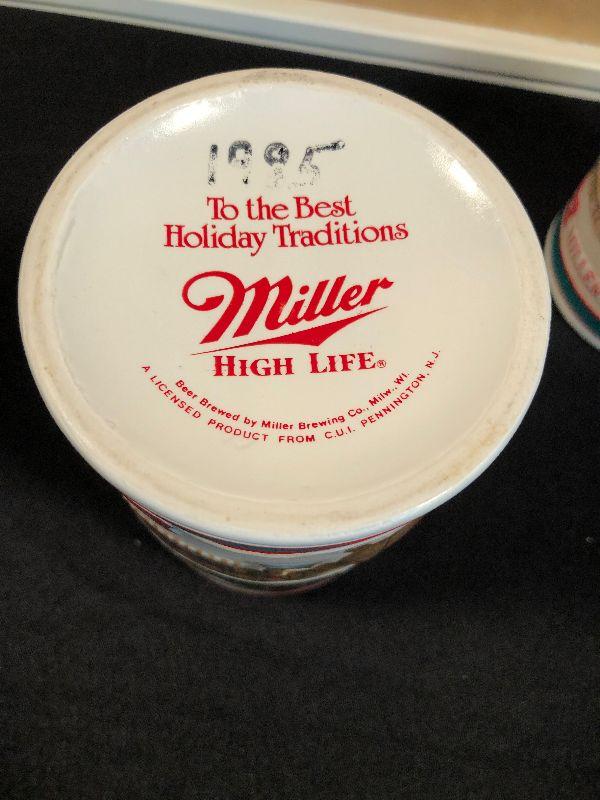 1985
To the Best
Holiday Traditions
Miller
HIGH LIFE®
Beer Brewed by Miller Brewing Co., Milw., WI.
A LICENSED PRODUCT FROM C.U.I. PENNINGTON, N.J.
MILLER